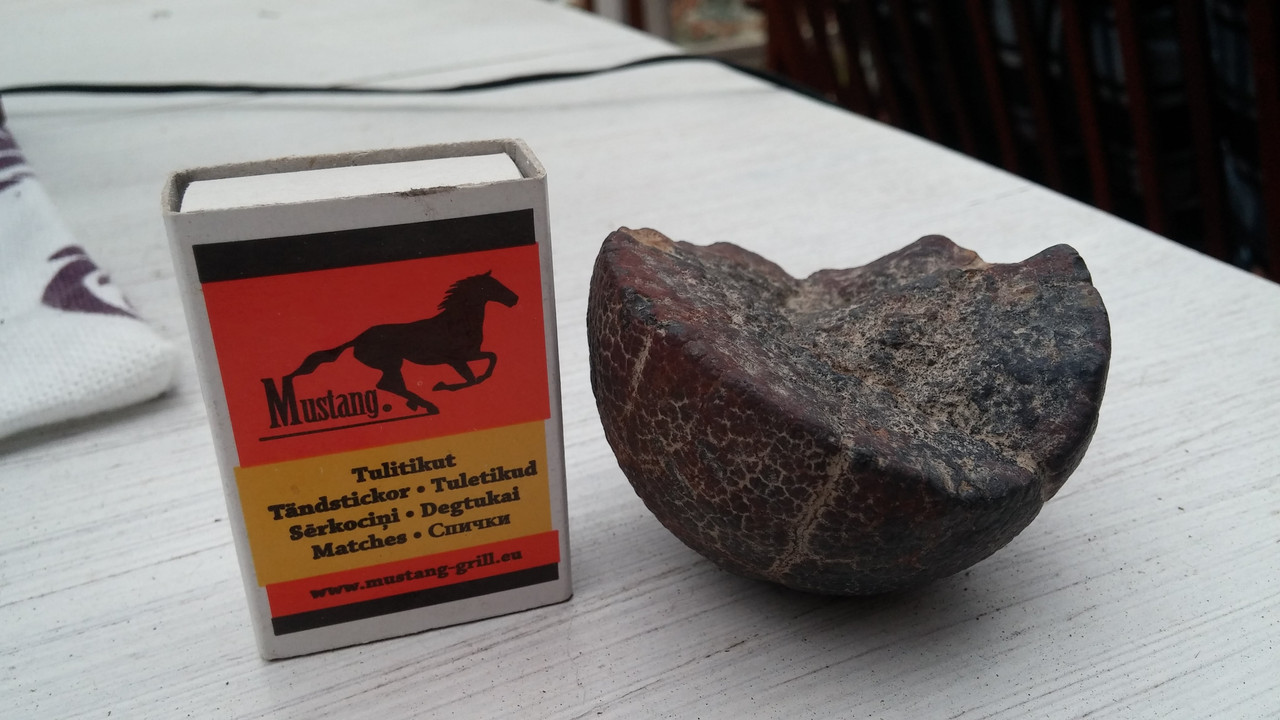 Mustang.
Tulitikut
Tändstickor • Tuletikud
Sērkociņi • Degtukai
Matches • Спички
www.mustang-grill.eu